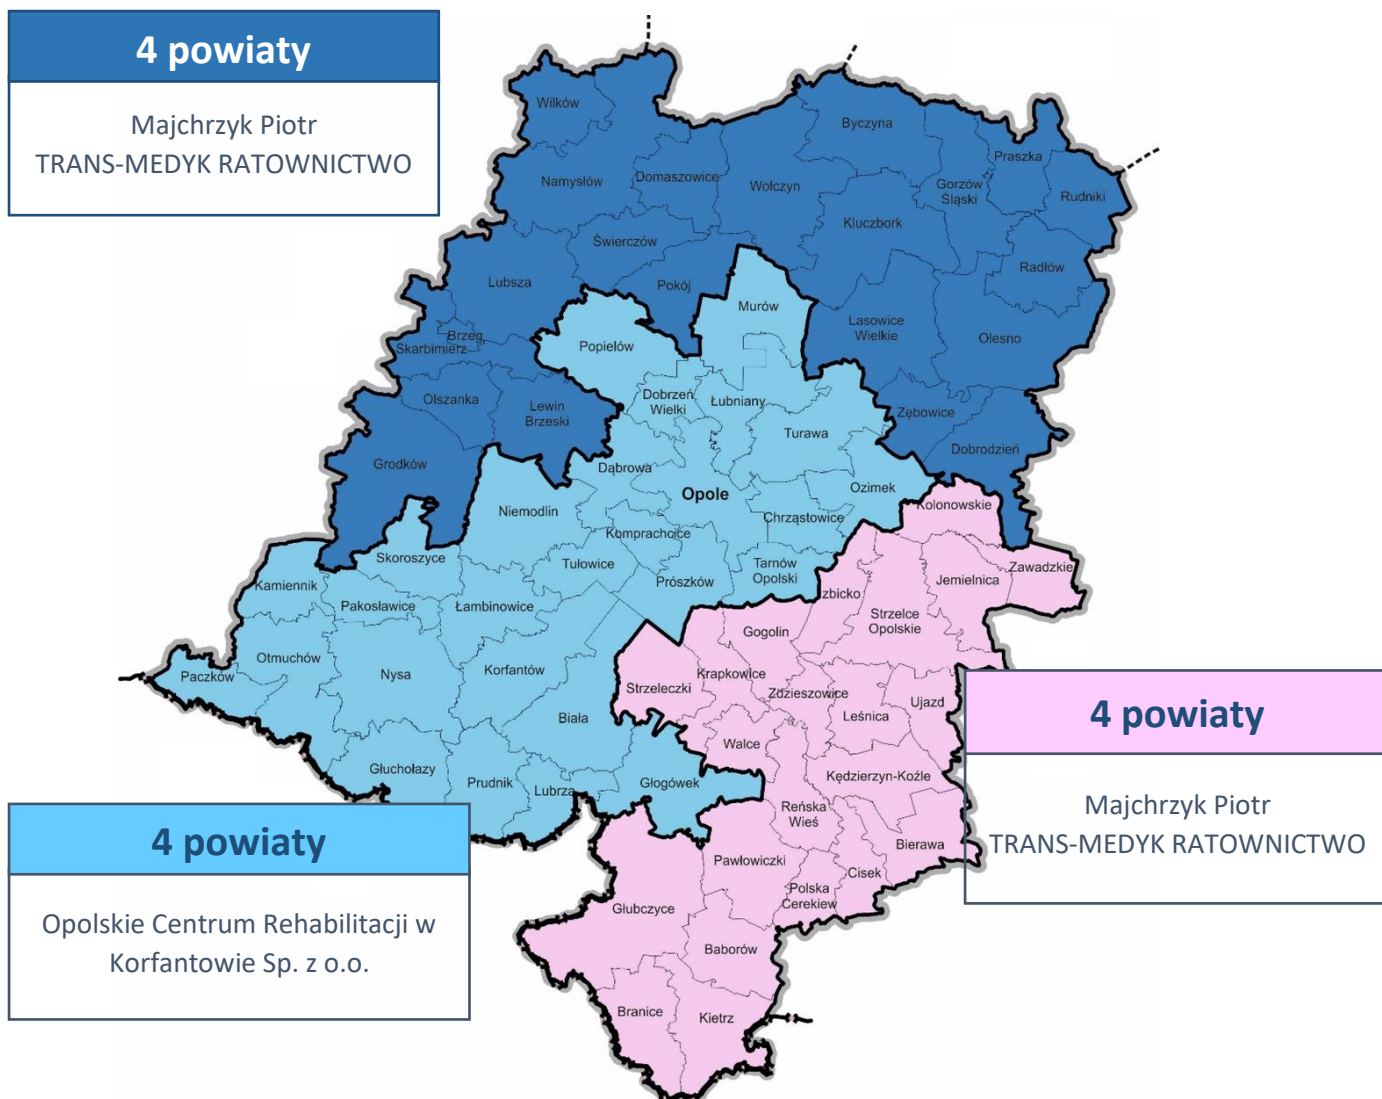 4 powiaty
Majchrzyk Piotr
TRANS-MEDYK RATOWNICTWO
Wilków
Byczyna
Praszka
Namysłów
Domaszowice
Wołczyn
Gorzów
Śląski
Rudniki
Kluczbork
Świerczów
Radłów
Lubsza
Pokój
Murów
Lasowice
Wielkie
Olesno
Brzeg
Skarbimierz
Popielów
Olszanka
Lewin
Brzeski
Dobrzeń
Wielki
Łubniany
Zębowice
Turawa
Dobrodzień
Grodków
Dąbrowa
Opole
Ozimek
Niemodlin
Kolonowskie
Chrząstowice
Komprachcice
Skoroszyce
Tułowice
Tarnów
Opolski
Zawadzkie
Kamiennik
Prószków
Jemielnica
Pakosławice
Łambinowice
Izbicko
Strzelce
Opolskie
Gogolin
Otmuchów
Paczków
Nysa
Korfantów
Strzeleczki
Krapkowice
Zdzieszowice
Leśnica
Ujazd
Biała
Walce
Głuchołazy
Prudnik
Lubrza
Głogówek
Kędzierzyn-Koźle
Reńska
Wieś
Bierawa
Pawłowiczki
Cisek
Polska
Cerekiew
Głubczyce
Baborów
Branice
Kietrz
4 powiaty
Majchrzyk Piotr
TRANS-MEDYK RATOWNICTWO
4 powiaty
Opolskie Centrum Rehabilitacji w
Korfantowie Sp. z o.o.